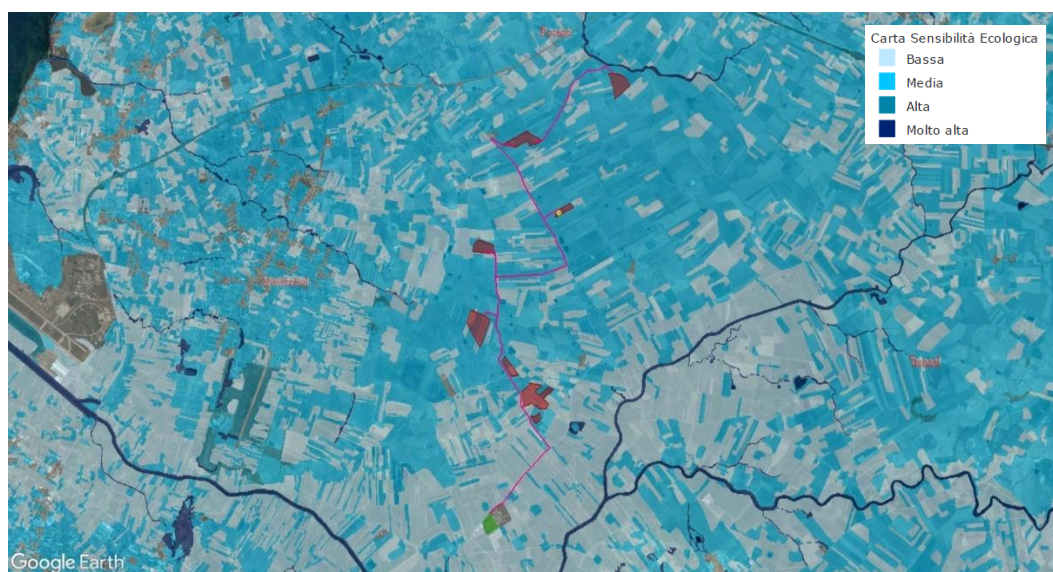 Carta Sensibilità Ecologica
Bassa
Media
Alta
Molto alta
Google Earth